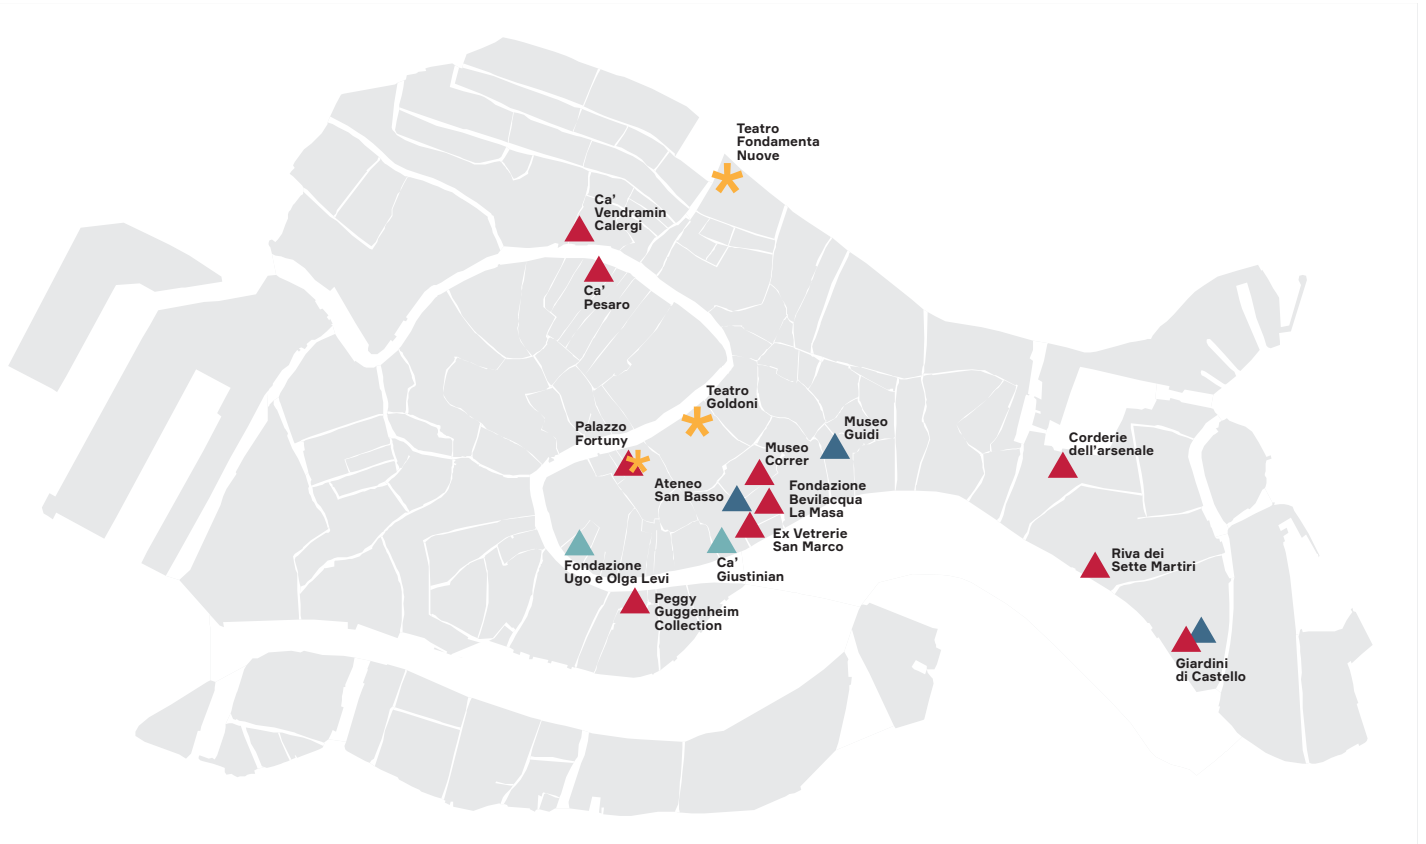 Teatro
Fondamenta
Nuove
Ca’
Vendramin
Calergi
Ca’
Pesaro
Teatro
Goldoni
Palazzo
Fortuny
Museo
Guidi
Museo
Correr
Corderie
dell’arsenale
Ateneo
San Basso
Fondazione
Bevilacqua
La Masa
Ex Vetrerie
San Marco
Ca’
Giustinian
Fondazione
Ugo e Olga Levi
Riva dei
Sette Martiri
Peggy
Guggenheim
Collection
Giardini
di Castello